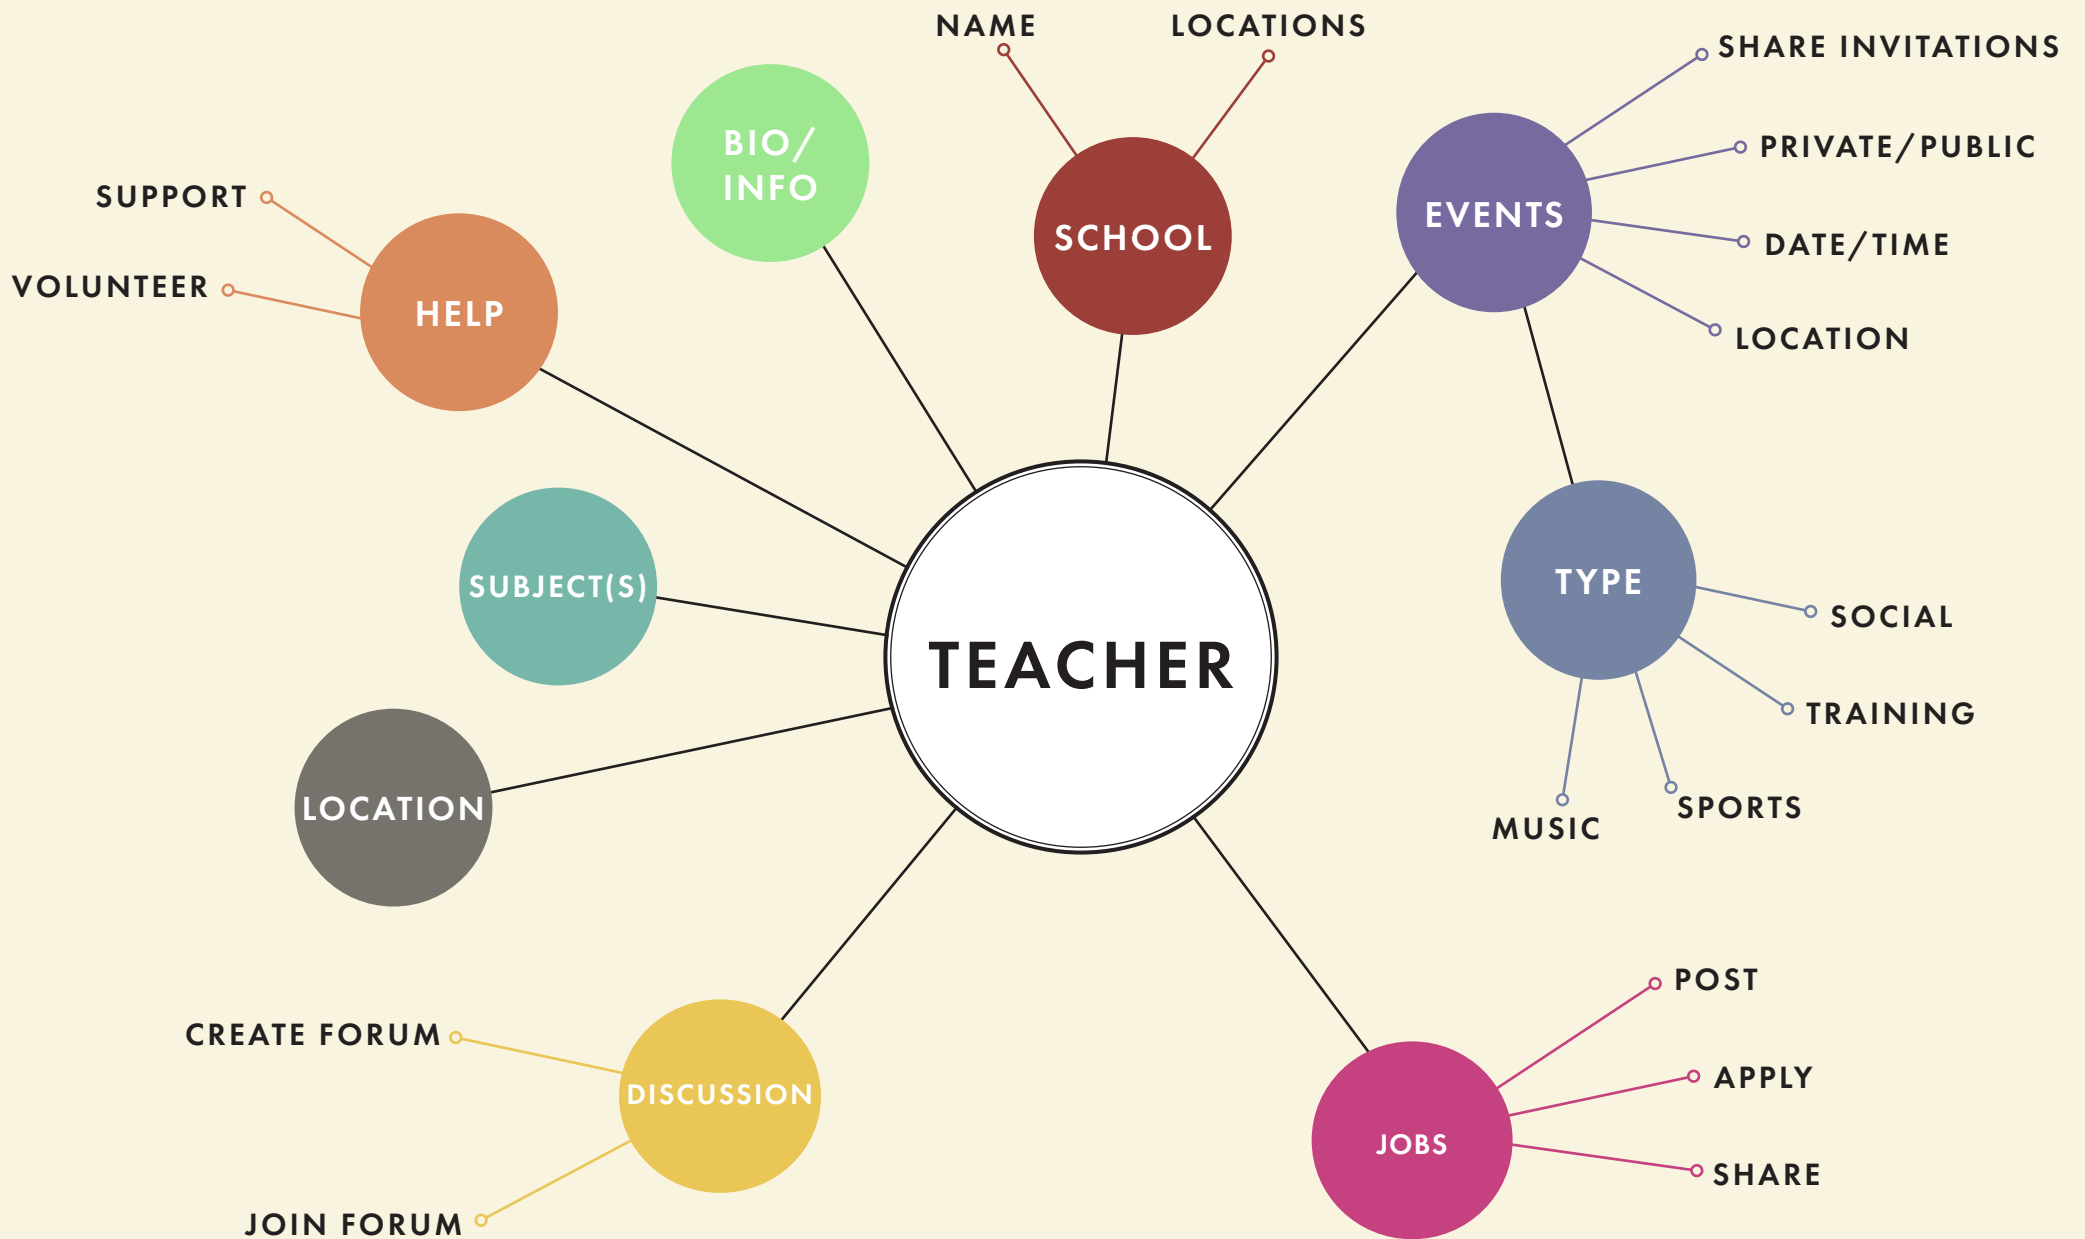 NAME
LOCATIONS
SHARE INVITATIONS
BIO/
INFO
PRIVATE/PUBLIC
SUPPORT
SCHOOL
EVENTS
DATE/TIME
VOLUNTEER
HELP
LOCATION
SUBJECT(S)
TYPE
SOCIAL
TEACHER
TRAINING
LOCATION
SPORTS
MUSIC
POST
CREATE FORUM
APPLY
DISCUSSION
JOBS
SHARE
JOIN FORUM